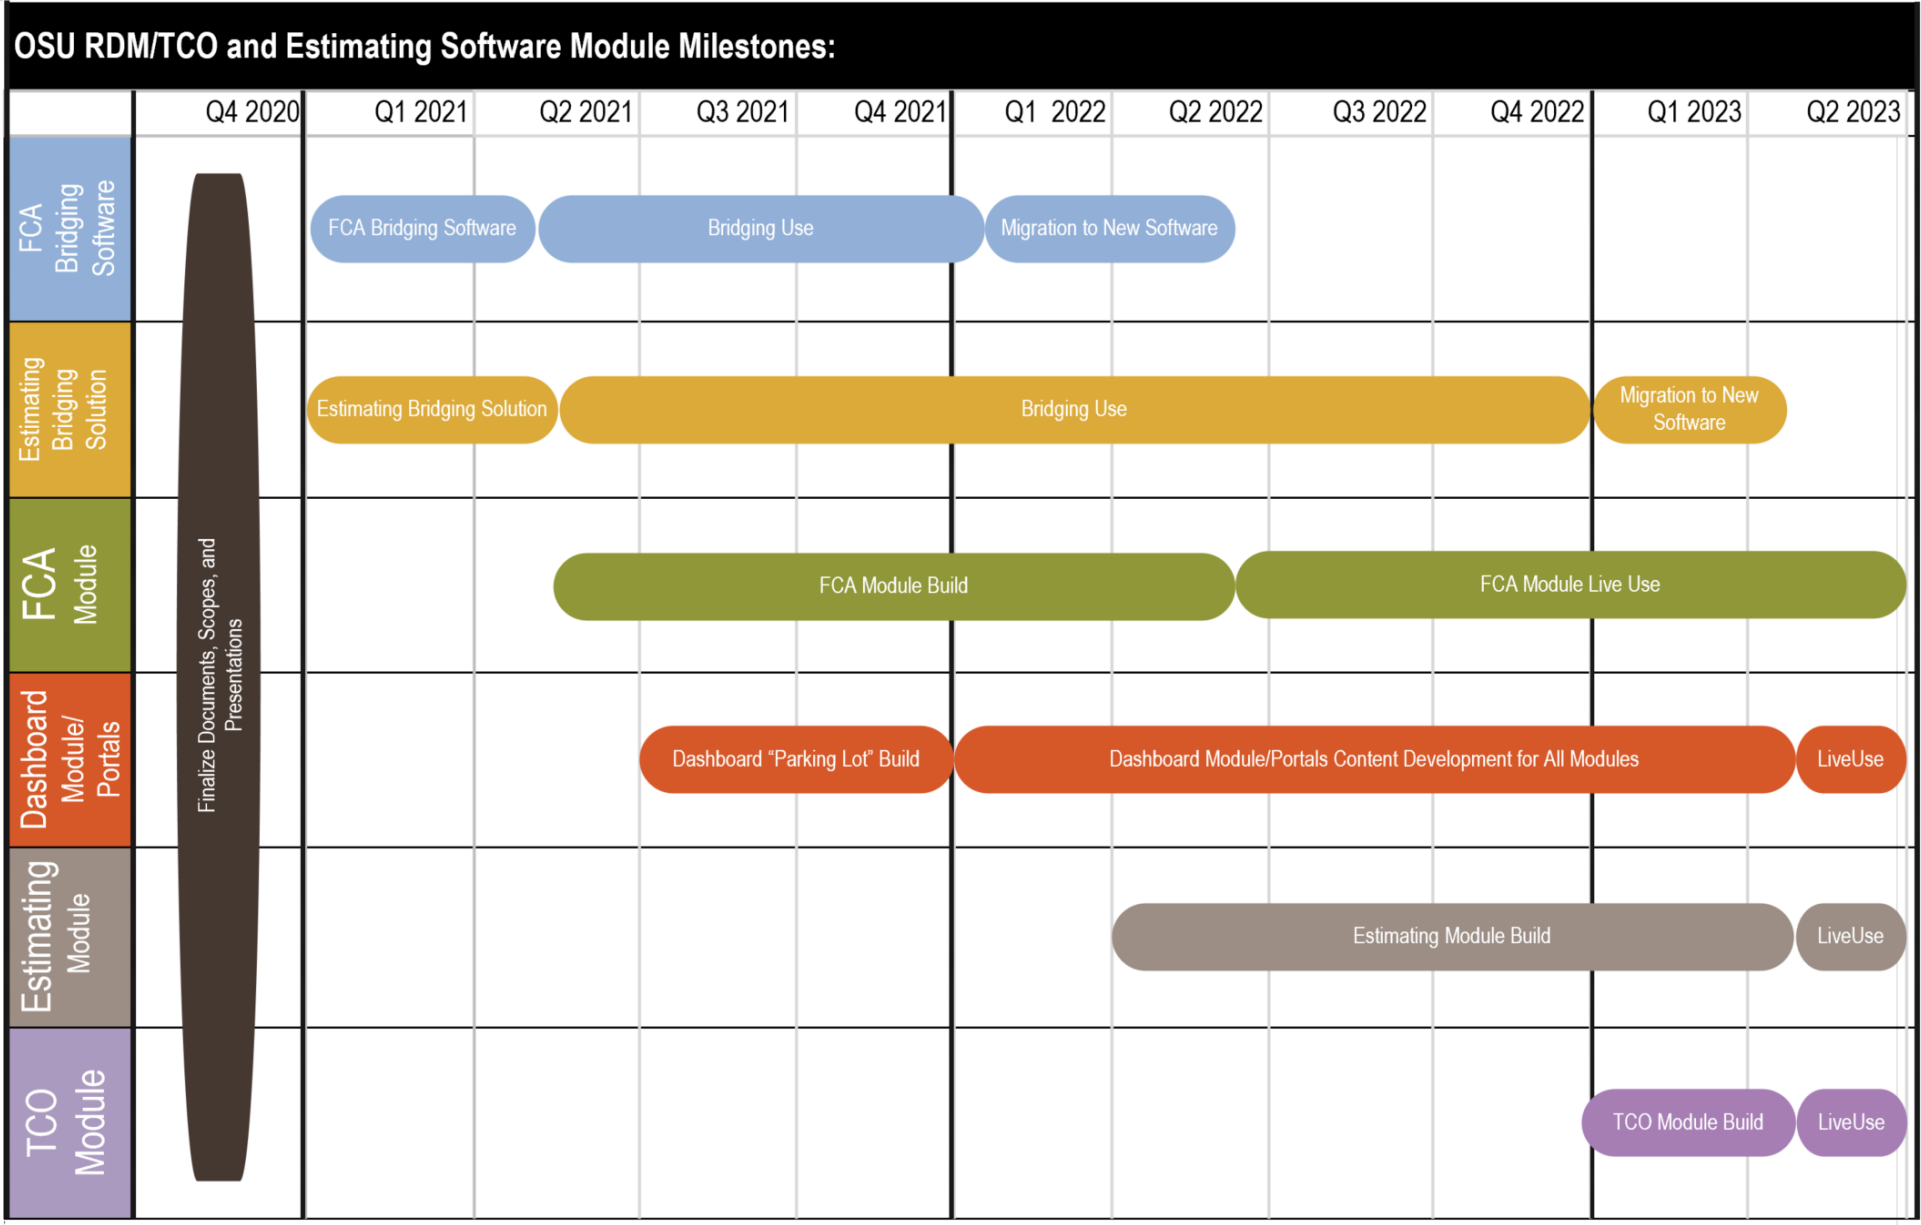 OSU RDM/TCO and Estimating Software Module Milestones:
Q4 2020
Q1 2021
Q2 2021
Q3 2021
Q4 2021
Q1 2022
Q2 2022
Q3 2022
Q4 2022
Q1 2023
Q2 2023
Finalize Documents, Scopes, and
Presentations
FCA
Bridging
Software
FCA Bridging Software
Bridging Use
Migration to New Software
Estimating
Bridging
Solution
Estimating Bridging Solution
Bridging Use
Migration to New
Software
FCA
Module
FCA Module Build
FCA Module Live Use
Dashboard
Module/
Portals
Dashboard “Parking Lot” Build
Dashboard Module/Portals Content Development for All Modules
LiveUse
Estimating
Module
Estimating Module Build
LiveUse
TCO
Module
TCO Module Build
LiveUse